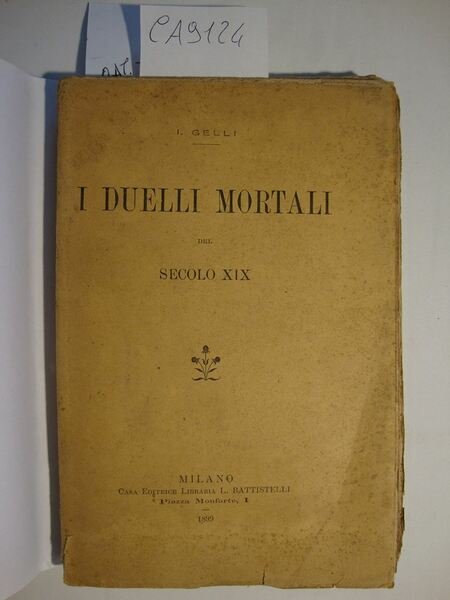 CA9124
I. GELLI
I DUELLI MORTALI
DEL
SECOLO XIX
MILANO
CASA EDITRICE LIBRARIA L. BATTISTELLI
Piazza Monforte, 1
1899